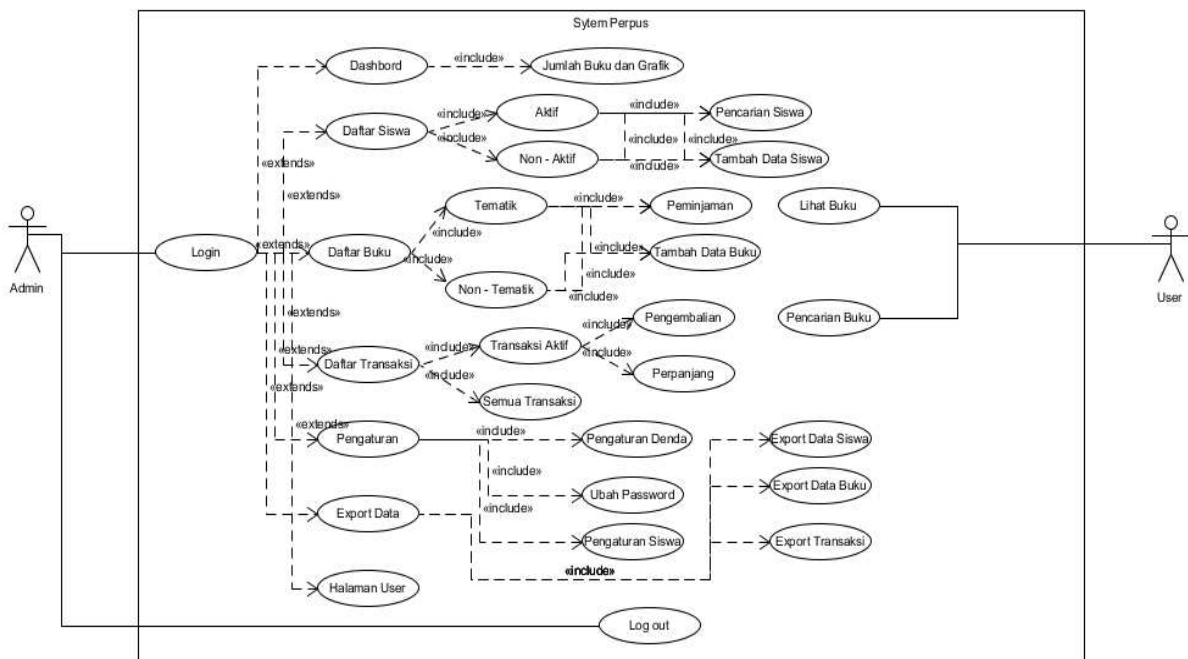 Sytem Perpus
Dashbord
«include»
Jumlah Buku dan Grafik
Daftar Siswa
«include»
«include»
Aktif
Non - Aktif
«include»
«include»
«include»
«include»
Pencarian Siswa
Tambah Data Siswa
«extends»
«extends»
Admin
Login
«extends»
Daftar Buku
«include»
«include»
Tematik
Non - Tematik
«include»
«include»
«include»
«include»
Peminjaman
Tambah Data Buku
Lihat Buku
Pencarian Buku
User
«extends»
«extends»
Daftar Transaksi
«include»
«include»
Transaksi Aktif
Semua Transaksi
«include»
«include»
Pengembalian
Perpanjang
«extends»
«extends»
Pengaturan
«include»
«include»
«include»
Pengaturan Denda
Ubah Password
Pengaturan Siswa
Export Data
«include»
Export Data Siswa
Export Data Buku
Export Transaksi
Halaman User
Log out